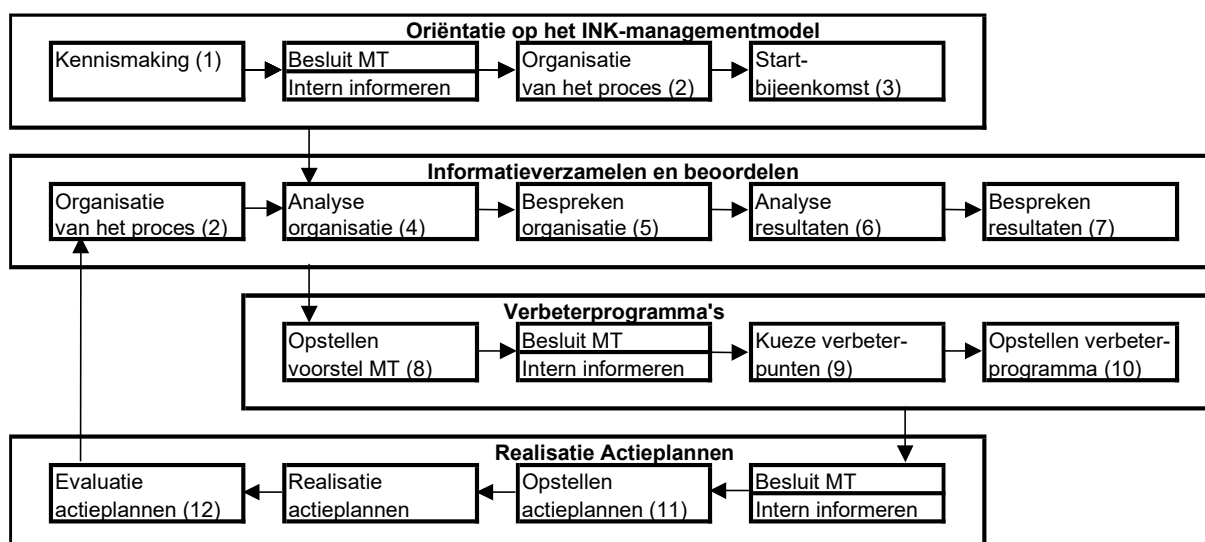 Oriëntatie op het INK-managementmodel
Kennismaking (1)
Besluit MT
Intern informeren
Organisatie
van het proces (2)
Start-
bijeenkomst (3)
Informatieverzamelen en beoordelen
Organisatie
van het proces (2)
Analyse
organisatie (4)
Bespreken
organisatie (5)
Analyse
resultaten (6)
Bespreken
resultaten (7)
Verbeterprogramma's
Opstellen
voorstel MT (8)
Besluit MT
Intern informeren
Kueze verbeter-
punten (9)
Opstellen verbeter-
programma (10)
Realisatie Actieplannen
Evaluatie
actieplannen (12)
Realisatie
actieplannen
Opstellen
actieplannen (11)
Besluit MT
Intern informeren